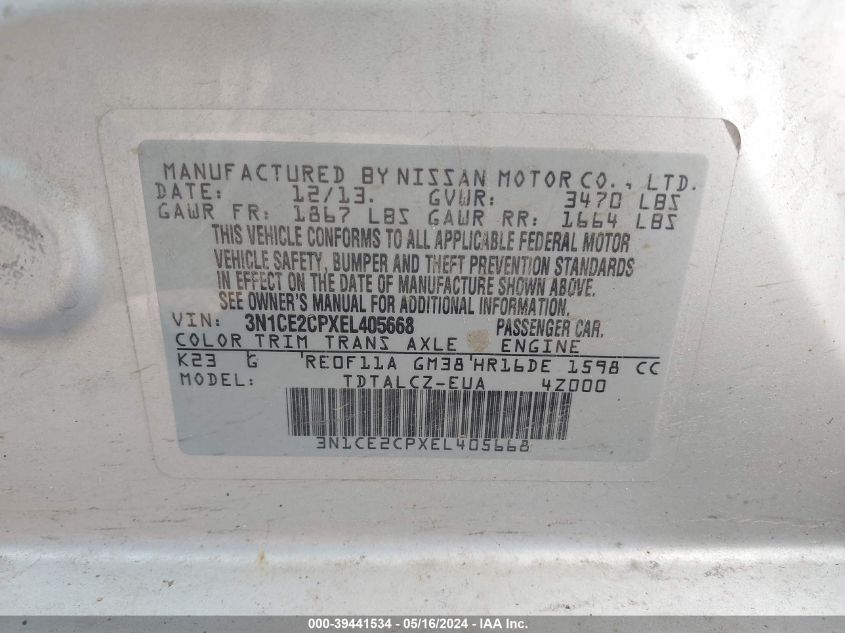 MANUFACTURED BY NISSAN MOTOR CO., LTD.
DATE: 12/13. GVWR: 3470 LBS
GAWR FR: 1867 LBS GAWR RR: 1664 LBS
THIS VEHICLE CONFORMS TO ALL APPLICABLE FEDERAL MOTOR
VEHICLE SAFETY, BUMPER AND THEFT PREVENTION STANDARDS
IN EFFECT ON THE DATE OF MANUFACTURE SHOWN ABOVE.
SEE OWNER'S MANUAL FOR ADDITIONAL INFORMATION.
VIN: 3N1CE2CPXEL405668 PASSENGER CAR.
COLOR TRIM TRANS AXLE ENGINE
K23 G RE0F11A GM38 HR16DE 1598 CC
MODEL: TDTALCZ-EUA 4Z000
3N1CE2CPXEL405668
000-39441534 - 05/16/2024 - IAA Inc.